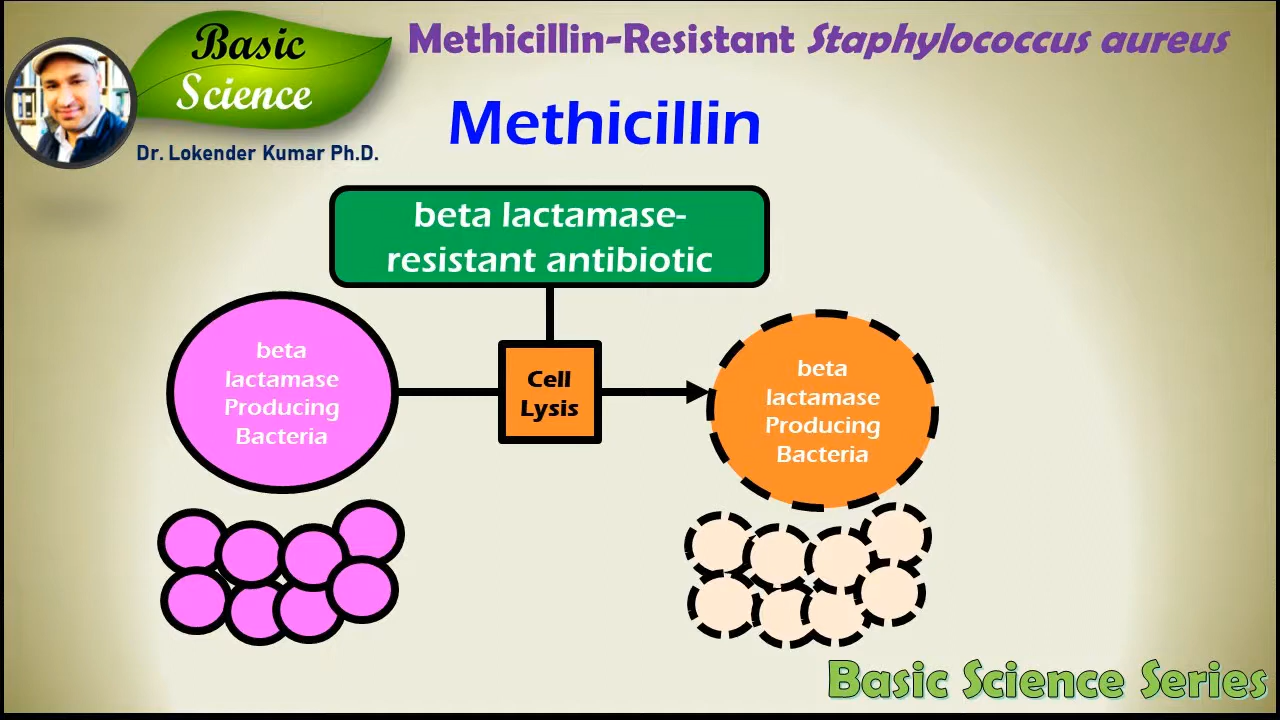 Basic
Science
Methicillin-Resistant Staphylococcus aureus
Dr. Lokender Kumar Ph.D.
Methicillin
beta lactamase-
resistant antibiotic
beta
lactamase
Producing
Bacteria
Cell
Lysis
beta
lactamase
Producing
Bacteria
Basic Science Series